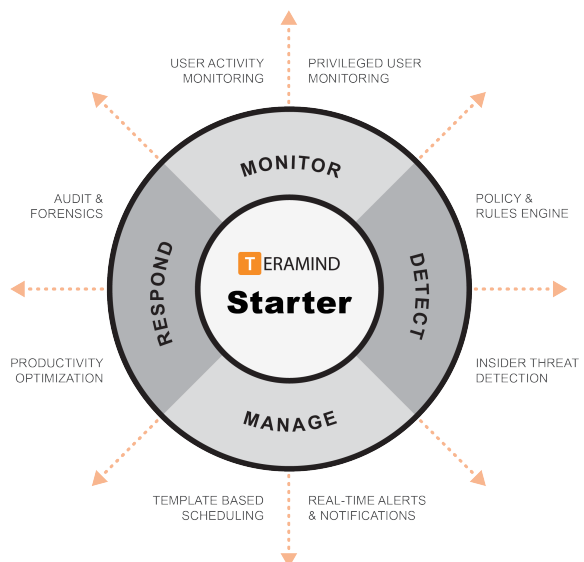 USER ACTIVITY
MONITORING
PRIVILEGED USER
MONITORING
MONITOR
AUDIT &
FORENSICS
POLICY &
RULES ENGINE
RESPOND
TERAMIND
Starter
DETECT
PRODUCTIVITY
OPTIMIZATION
INSIDER THREAT
DETECTION
MANAGE
TEMPLATE BASED
SCHEDULING
REAL-TIME ALERTS
& NOTIFICATIONS